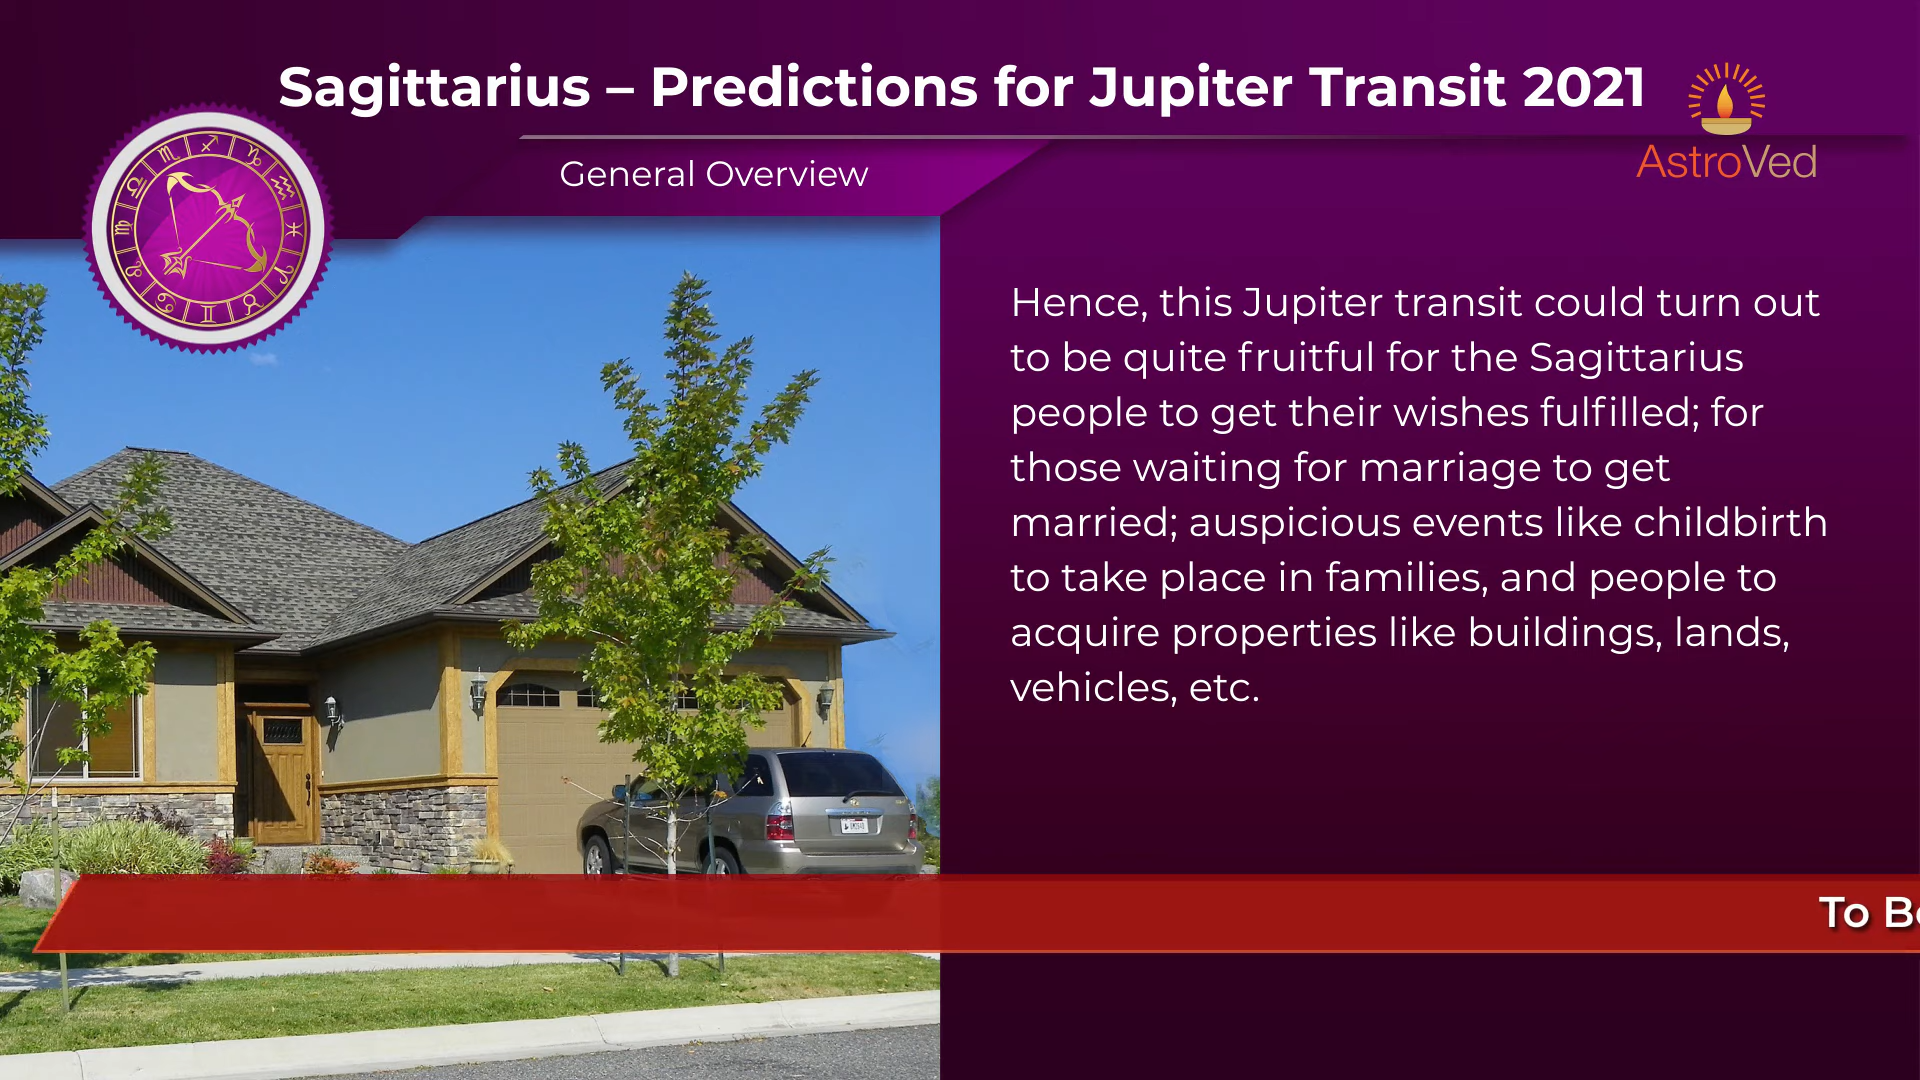 Sagittarius – Predictions for Jupiter Transit 2021
AstroVed
General Overview
Hence, this Jupiter transit could turn out
to be quite fruitful for the Sagittarius
people to get their wishes fulfilled; for
those waiting for marriage to get
married; auspicious events like childbirth
to take place in families, and people to
acquire properties like buildings, lands,
vehicles, etc.
To